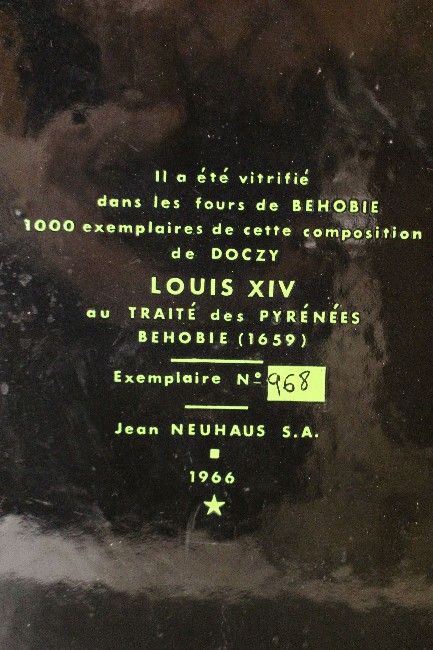 Il a été vitrifié
dans les fours de BEHOBIE
1000 exemplaires de cette composition
de DOCZY
LOUIS XIV
au TRAITÉ des PYRÉNÉES
BEHOBIE (1659)
Exemplaire Nº 968
Jean NEUHAUS S.A.
1966